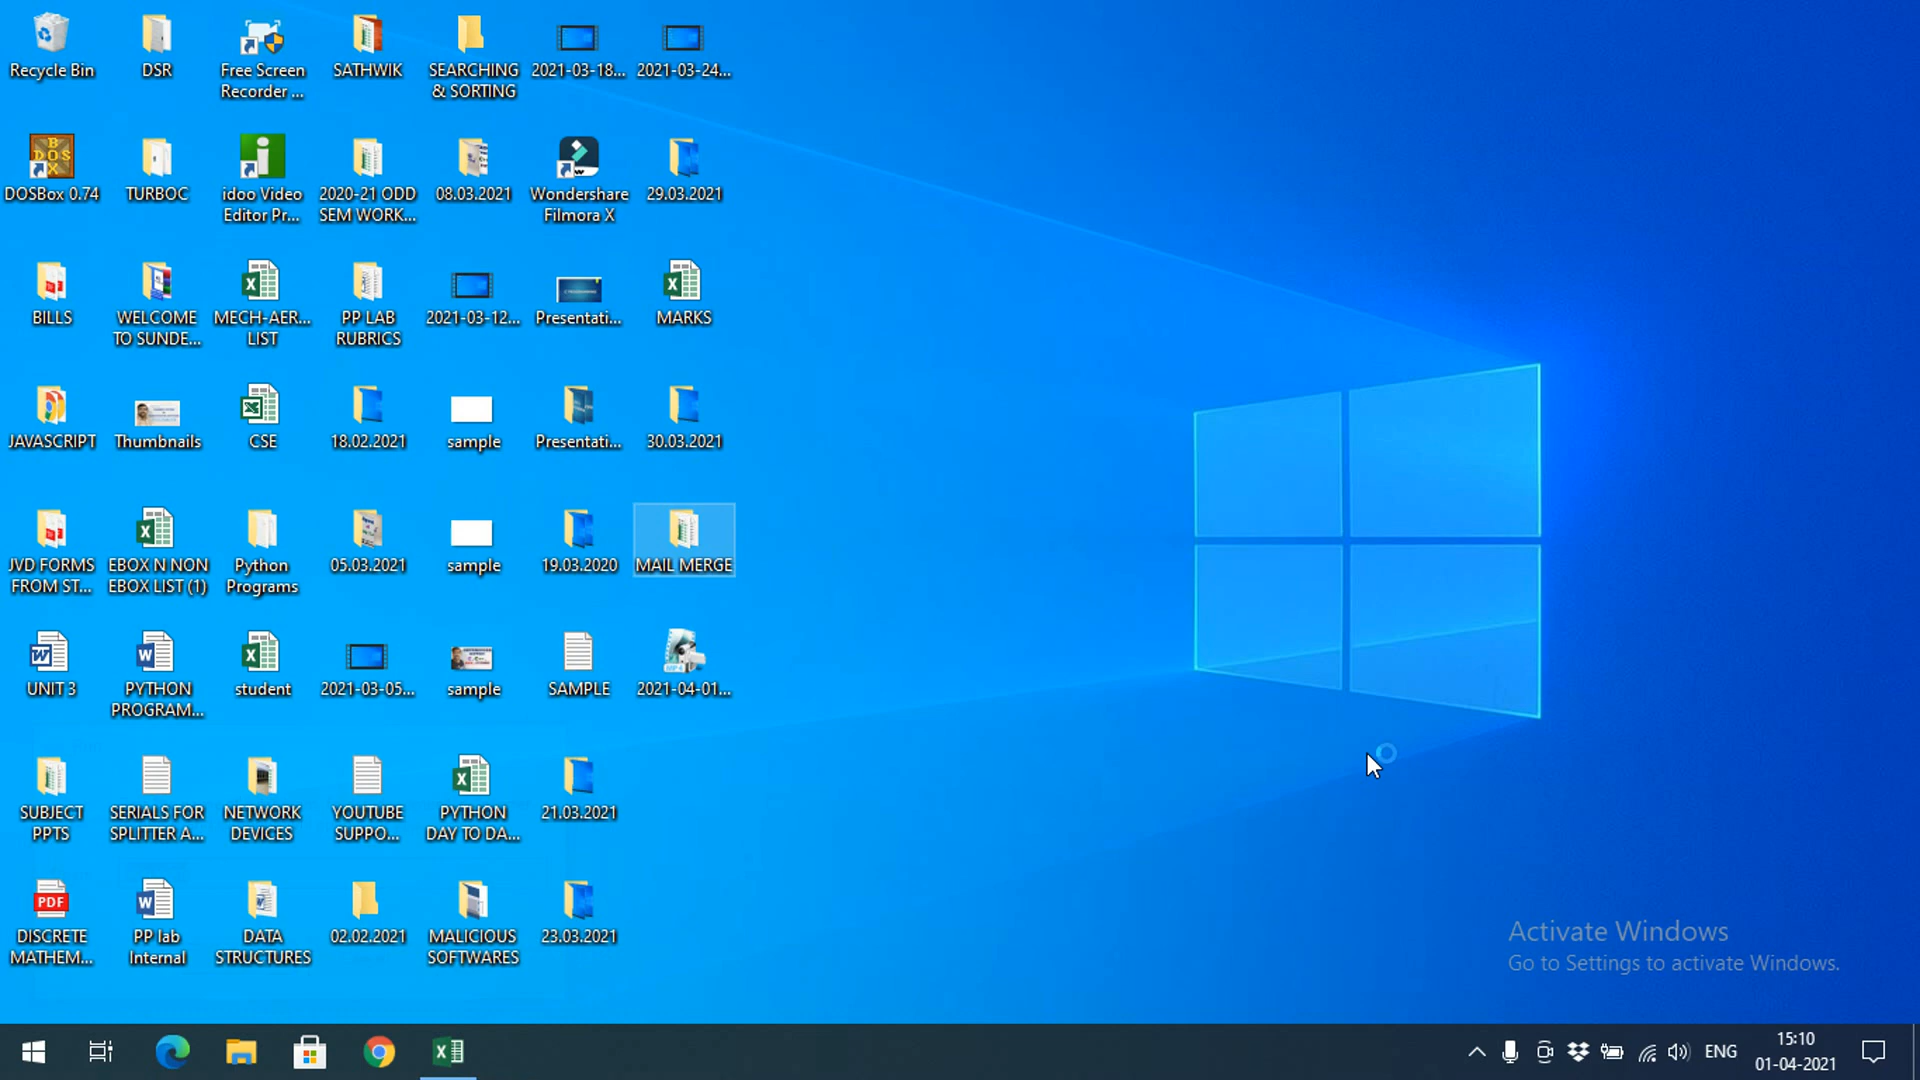 Recycle Bin
DSR
Free Screen
Recorder ...
SATHWIK
SEARCHING
& SORTING
2021-03-18...
2021-03-24...
DOSBox 0.74
TURBOC
idoo Video
Editor Pr...
2020-21 ODD
SEM WORK...
08.03.2021
Wondershare
Filmora X
29.03.2021
BILLS
WELCOME
TO SUNDE...
MECH-AER...
LIST
PP LAB
RUBRICS
2021-03-12...
Presentati...
MARKS
JAVASCRIPT
Thumbnails
CSE
18.02.2021
sample
Presentati...
30.03.2021
JVD FORMS
FROM ST...
EBOX N NON
EBOX LIST (1)
Python
Programs
05.03.2021
sample
19.03.2020
MAIL MERGE
UNIT 3
PYTHON
PROGRAM...
student
2021-03-05...
sample
SAMPLE
2021-04-01...
SUBJECT
PPTS
SERIALS FOR
SPLITTER A...
NETWORK
DEVICES
YOUTUBE
SUPPO...
PYTHON
DAY TO DA...
21.03.2021
PDF
DISCRETE
MATHEM...
PP lab
Internal
DATA
STRUCTURES
02.02.2021
MALICIOUS
SOFTWARES
23.03.2021
Activate Windows
Go to Settings to activate Windows.
ENG
15:10
01-04-2021